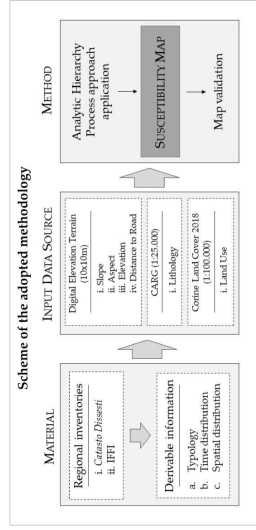 Scheme of the adopted methodology
MATERIAL
Regional inventories
i. Catasto Dissesti
ii. IFFI
Derivable information
a. Typology
b. Time distribution
c. Spatial distribution
INPUT DATA SOURCE
Digital Elevation Terrain
(10x10m)
i. Slope
ii. Aspect
iii. Elevation
iv. Distance to Road
CARG (1:25.000)
i. Lithology
Corine Land Cover 2018
(1:100.000)
i. Land Use
METHOD
Analytic Hierarchy
Process approach
application
SUSCEPTIBILITY MAP
Map validation